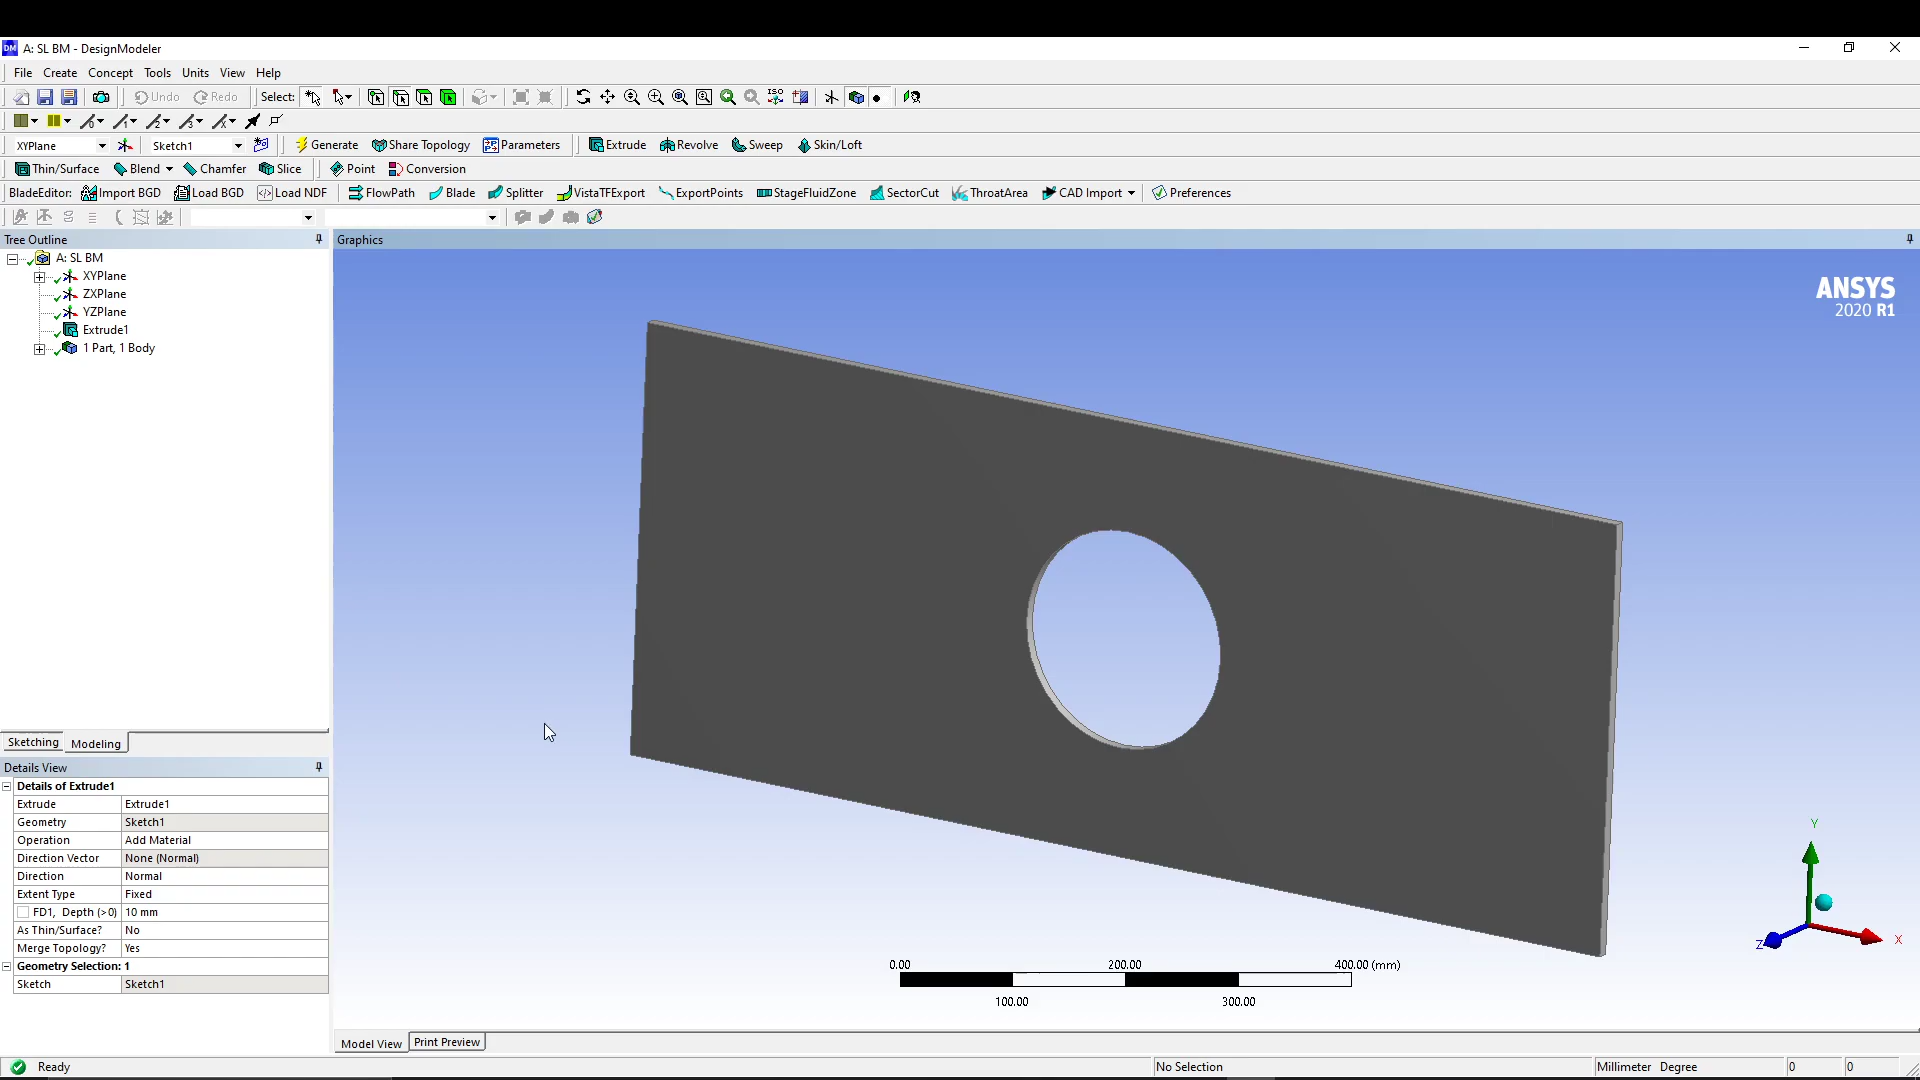 DM A: SL BM - DesignModeler
File Create Concept Tools Units View Help
Undo Redo Select: ISO
XYPlane Sketch1 Generate Share Topology Parameters Extrude Revolve Sweep Skin/Loft
Thin/Surface Blend Chamfer Slice Point Conversion
BladeEditor: Import BGD Load BGD Load NDF FlowPath Blade Splitter VistaTFExport ExportPoints StageFluidZone SectorCut ThroatArea CAD Import Preferences
Tree Outline
Graphics
A: SL BM
XYPlane
ZXPlane
YZPlane
Extrude1
1 Part, 1 Body
ANSYS
2020 R1
Sketching Modeling
Details View
Details of Extrude1
Extrude Extrude1
Geometry Sketch1
Operation Add Material
Direction Vector None (Normal)
Direction Normal
Extent Type Fixed
FD1, Depth (>0) 10 mm
As Thin/Surface? No
Merge Topology? Yes
Geometry Selection: 1
Sketch Sketch1
Y
Z X
0.00 200.00 400.00 (mm)
100.00 300.00
Model View Print Preview
Ready No Selection Millimeter Degree 0 0